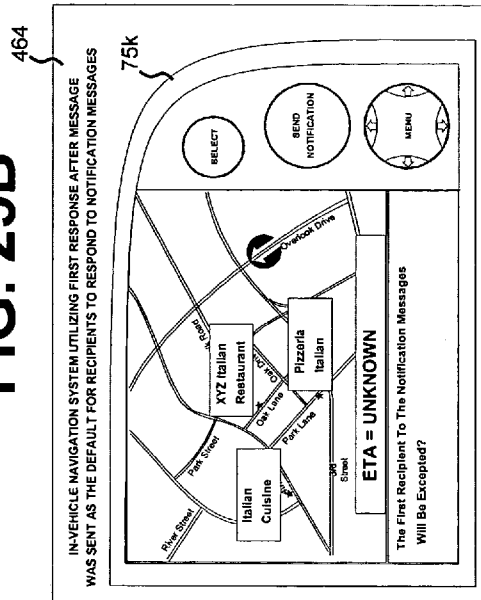 FIG.
464
IN-VEHICLE NAVIGATION SYSTEM UTILIZING FIRST RESPONSE AFTER MESSAGE
WAS SENT AS THE DEFAULT FOR RECIPIENTS TO RESPOND TO NOTIFICATION MESSAGES
75k
River Street
Park Street
Road
XYZ Italian
Restaurant
Italian
Cuisine
Oak Lane
Park Lane
Pizzeria
Italian
Overlook Drive
Street
ETA = UNKNOWN
The First Recipient To The Notification Messages
Will Be Excepted?
SELECT
SEND
NOTIFICATION
MENU